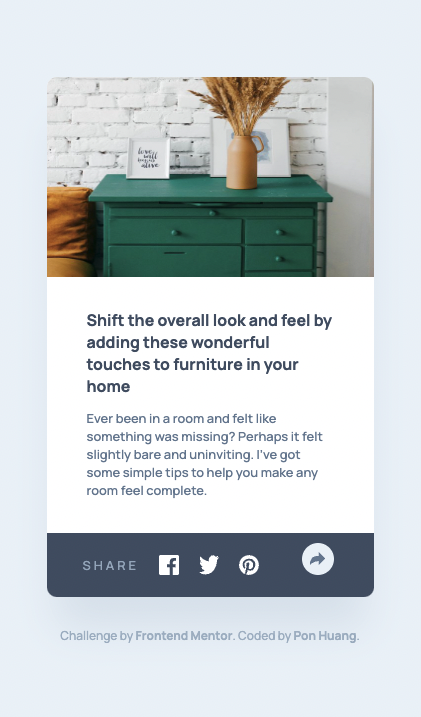 love
will
keep us
alive
Shift the overall look and feel by
adding these wonderful
touches to furniture in your
home
Ever been in a room and felt like
something was missing? Perhaps it felt
slightly bare and uninviting. I've got
some simple tips to help you make any
room feel complete.
SHARE
Challenge by Frontend Mentor. Coded by Pon Huang.